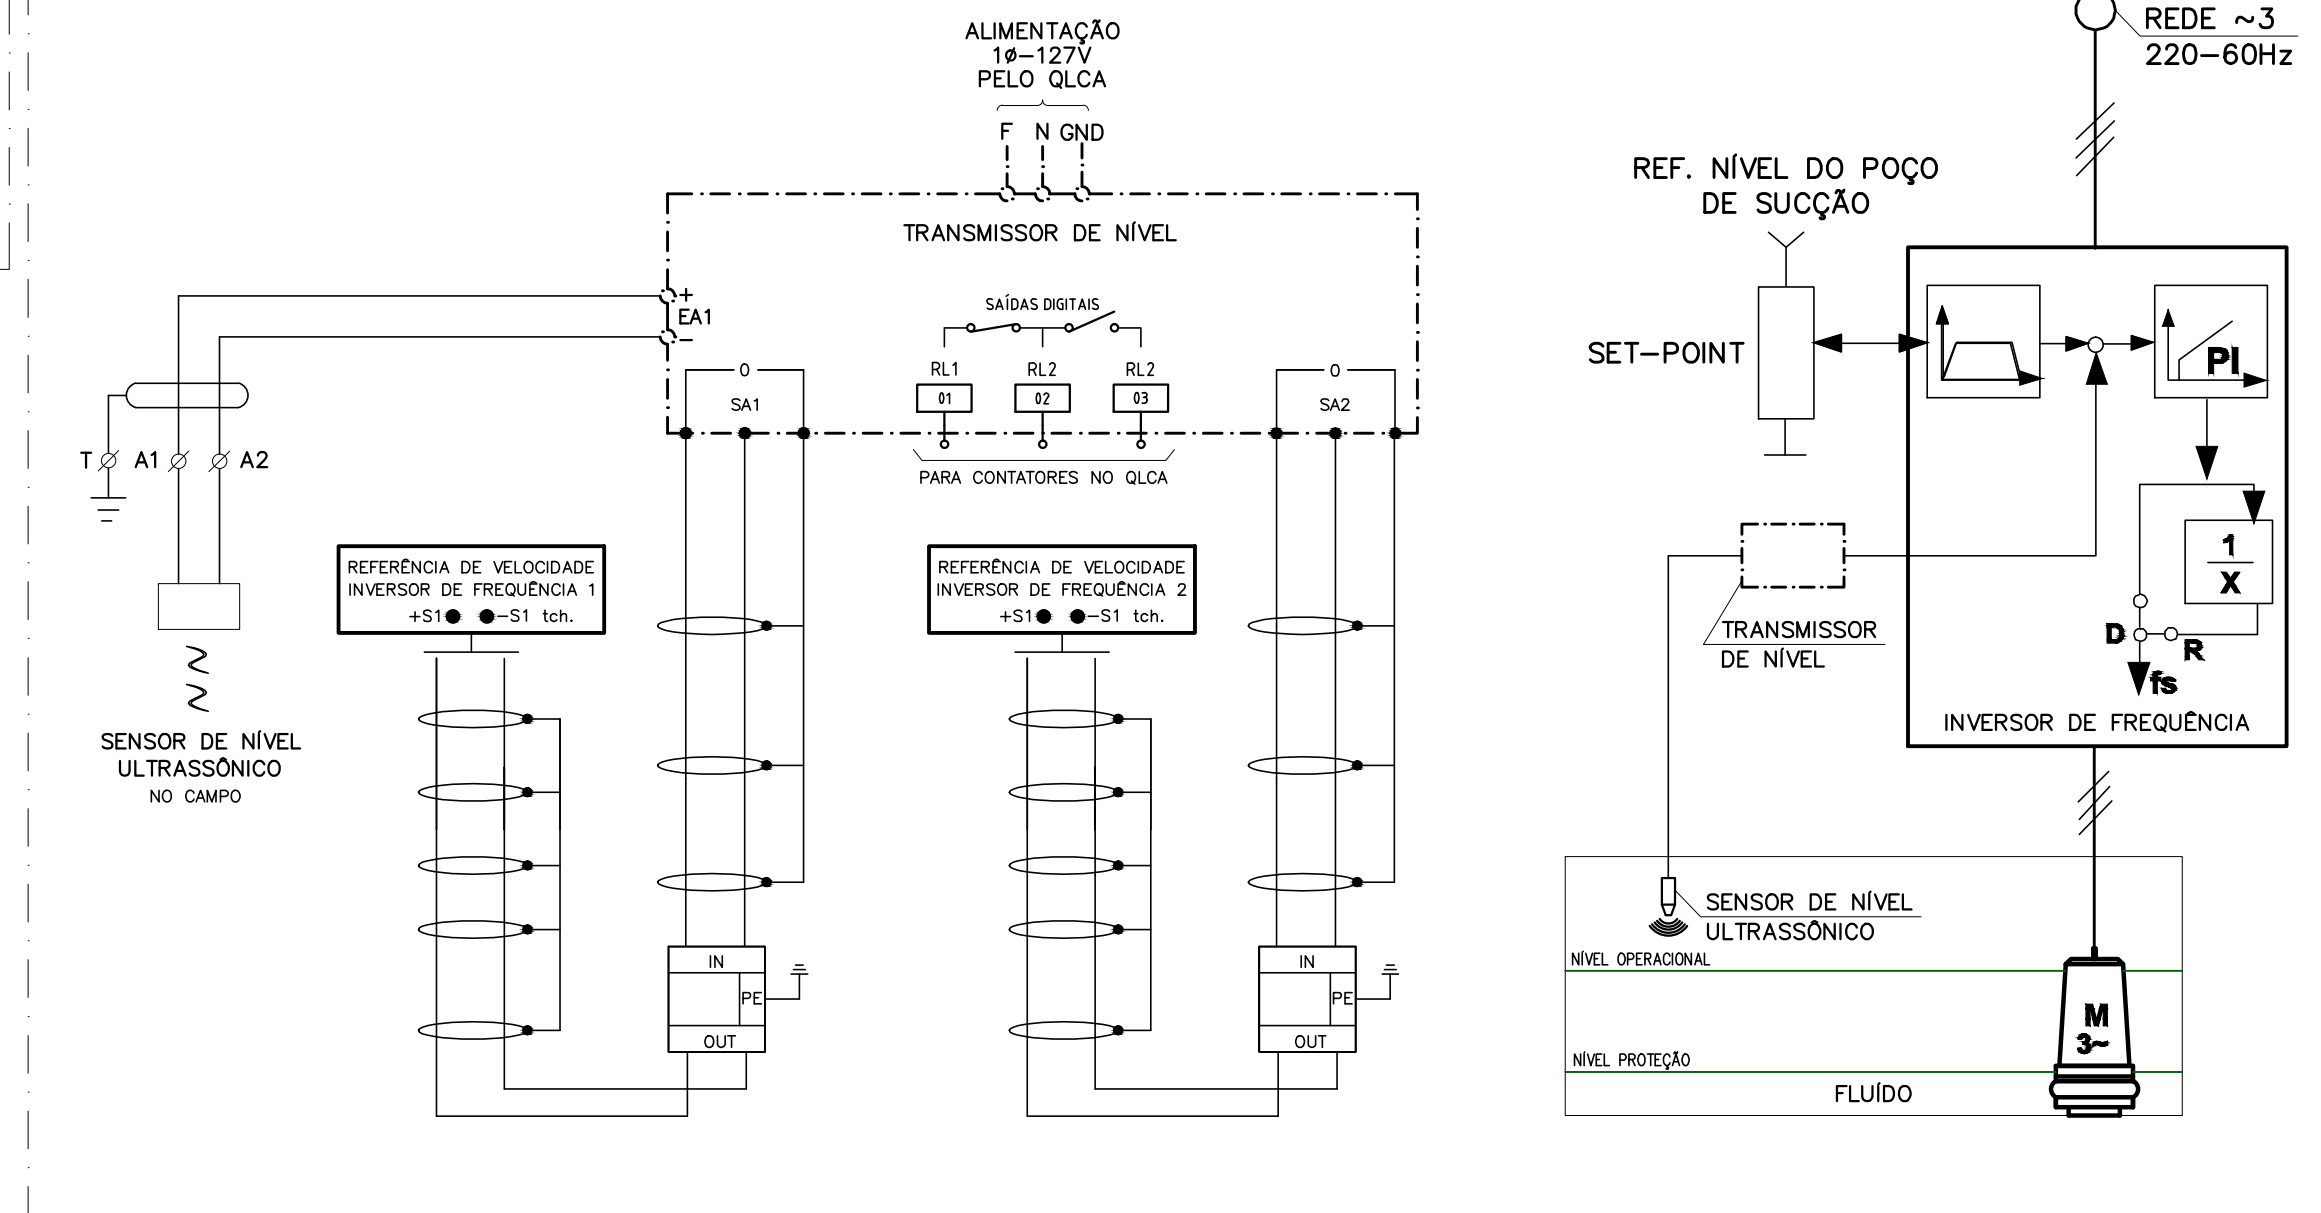 ALIMENTAÇÃO
1ø-127V
PELO QLCA
F N GND
TRANSMISSOR DE NÍVEL
+
EA1
-
SAÍDAS DIGITAIS
RL1 RL2 RL2
01 02 03
0
SA1
0
SA2
PARA CONTATORES NO QLCA
T A1 A2
SENSOR DE NÍVEL
ULTRASSÔNICO
NO CAMPO
REFERÊNCIA DE VELOCIDADE
INVERSOR DE FREQUÊNCIA 1
+S1 -S1 tch.
REFERÊNCIA DE VELOCIDADE
INVERSOR DE FREQUÊNCIA 2
+S1 -S1 tch.
IN
PE
OUT
IN
PE
OUT
REDE ~3
220-60Hz
REF. NÍVEL DO POÇO
DE SUCÇÃO
SET-POINT
PI
1
X
D
R
fs
INVERSOR DE FREQUÊNCIA
TRANSMISSOR
DE NÍVEL
SENSOR DE NÍVEL
ULTRASSÔNICO
NÍVEL OPERACIONAL
M
3~
NÍVEL PROTEÇÃO
FLUÍDO